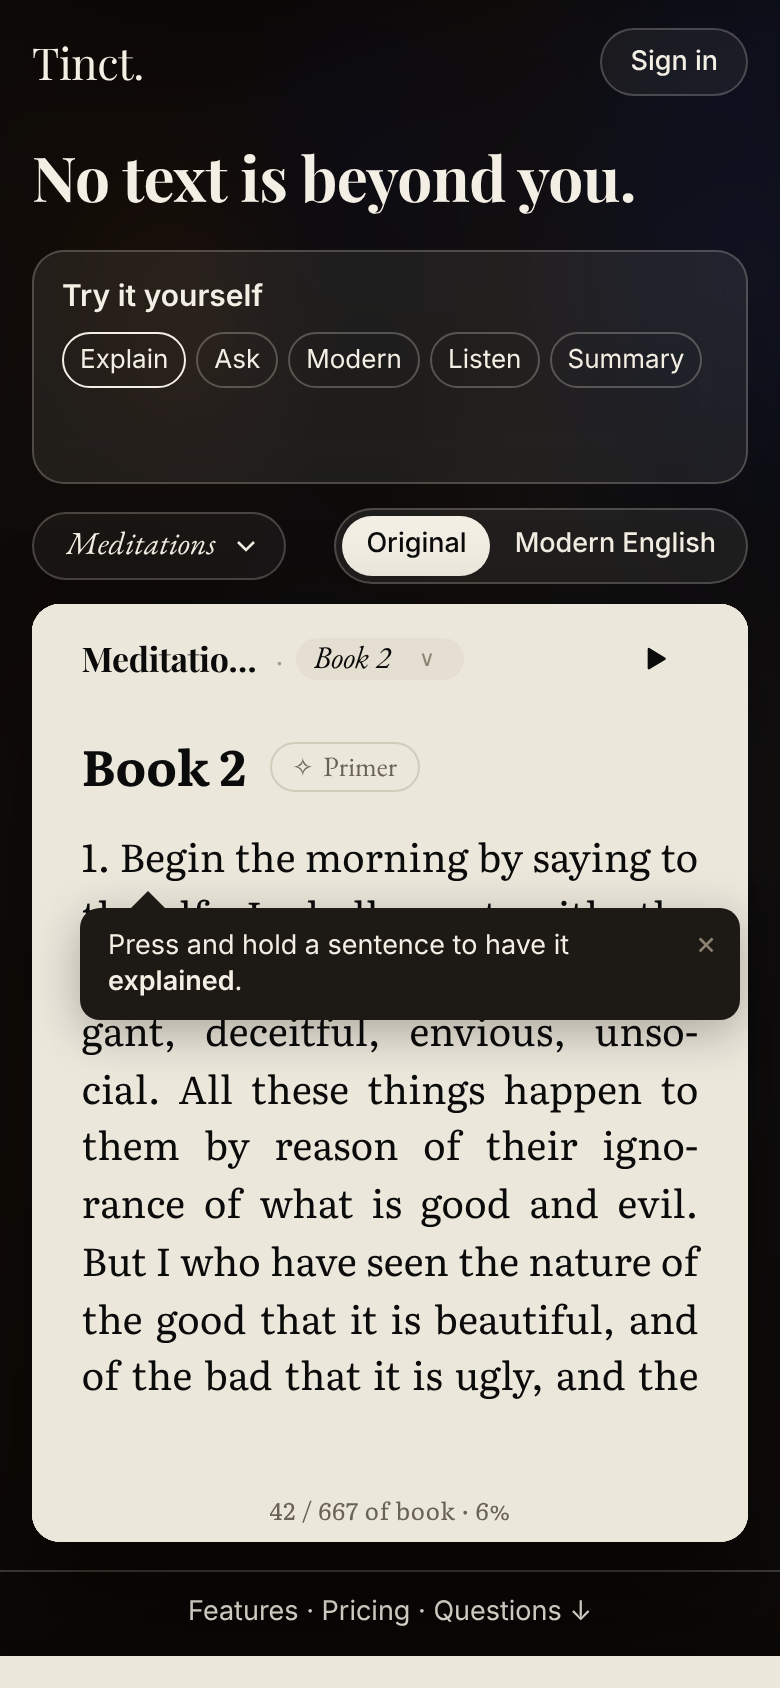 Tinct.
Sign in
No text is beyond you.
Try it yourself
Explain
Ask
Modern
Listen
Summary
Meditations
Original
Modern English
Meditatio...
· Book 2
Book 2
✧ Primer
1. Begin the morning by saying to
Press and hold a sentence to have it
explained.
gant, deceitful, envious, unso-
cial. All these things happen to
them by reason of their igno-
rance of what is good and evil.
But I who have seen the nature of
the good that it is beautiful, and
of the bad that it is ugly, and the
42 / 667 of book · 6%
Features · Pricing · Questions ↓